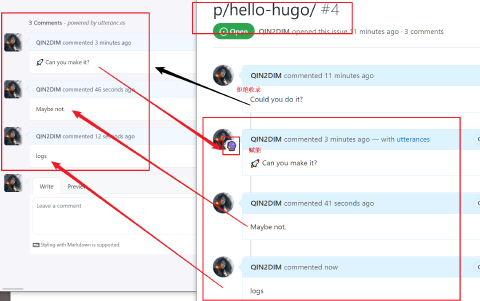 3 Comments - powered by utteranc.es
QIN2DIM commented 3 minutes ago
🚀 Can you make it?
QIN2DIM commented 46 seconds ago
Maybe not.
QIN2DIM commented 12 seconds ago
logs
Write Preview
Leave a comment
Styling with Markdown is supported
p/hello-hugo/ #4
Open QIN2DIM opened this issue 11 minutes ago · 3 comments
QIN2DIM commented 11 minutes ago
拒绝收录
Could you do it?
QIN2DIM commented 3 minutes ago — with utterances
赋能
🚀 Can you make it?
QIN2DIM commented 41 seconds ago
Maybe not.
QIN2DIM commented now
logs